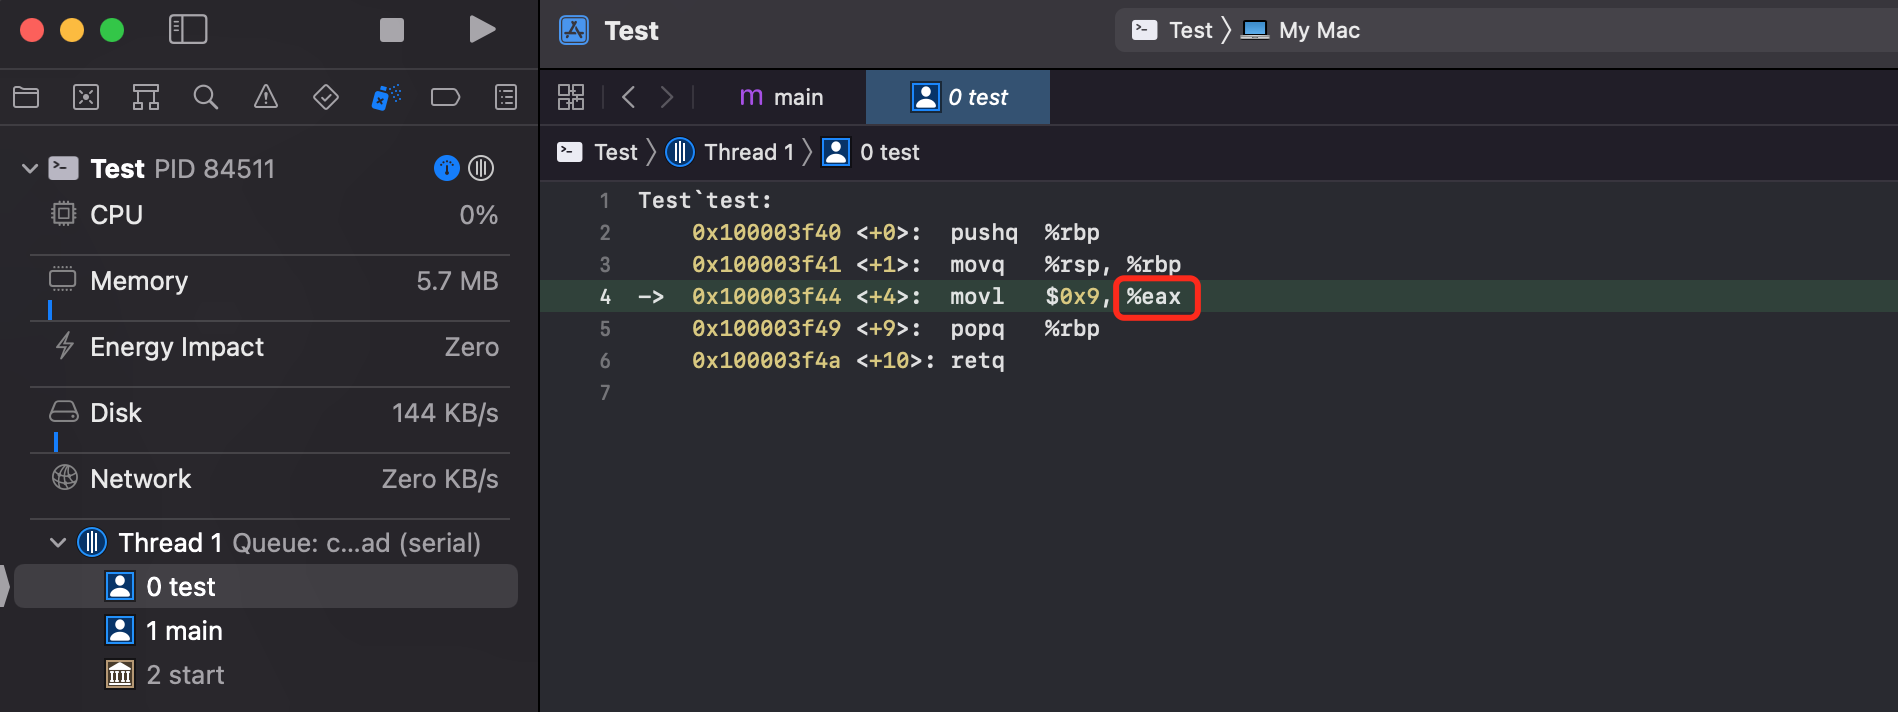 Test
Test 〉 My Mac
m main
0 test
Test 〉 Thread 1 〉 0 test
Test PID 84511
CPU 0%
Memory 5.7 MB
Energy Impact Zero
Disk 144 KB/s
Network Zero KB/s
Thread 1 Queue: c...ad (serial)
0 test
1 main
2 start
1 Test`test:
2 0x100003f40 <+0>: pushq %rbp
3 0x100003f41 <+1>: movq %rsp, %rbp
4 -> 0x100003f44 <+4>: movl $0x9, %eax
5 0x100003f49 <+9>: popq %rbp
6 0x100003f4a <+10>: retq
7